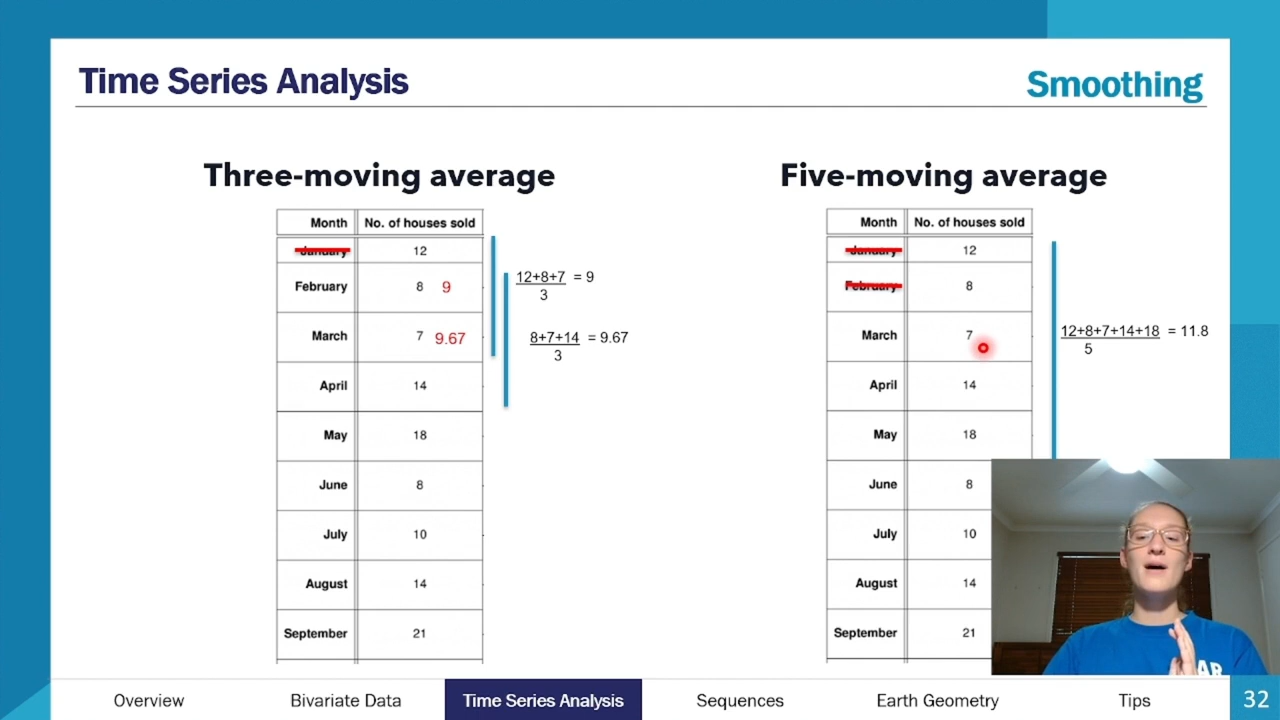 Time Series Analysis
Smoothing
Three-moving average
Month No. of houses sold
January 12
February 8 9
March 7 9.67
April 14
May 18
June 8
July 10
August 14
September 21
12+8+7 = 9
3
8+7+14 = 9.67
3
Five-moving average
Month No. of houses sold
January 12
February 8
March 7
April 14
May 18
June 8
July 10
August 14
September 21
12+8+7+14+18 = 11.8
5
AR
Overview Bivariate Data Time Series Analysis Sequences Earth Geometry Tips 32